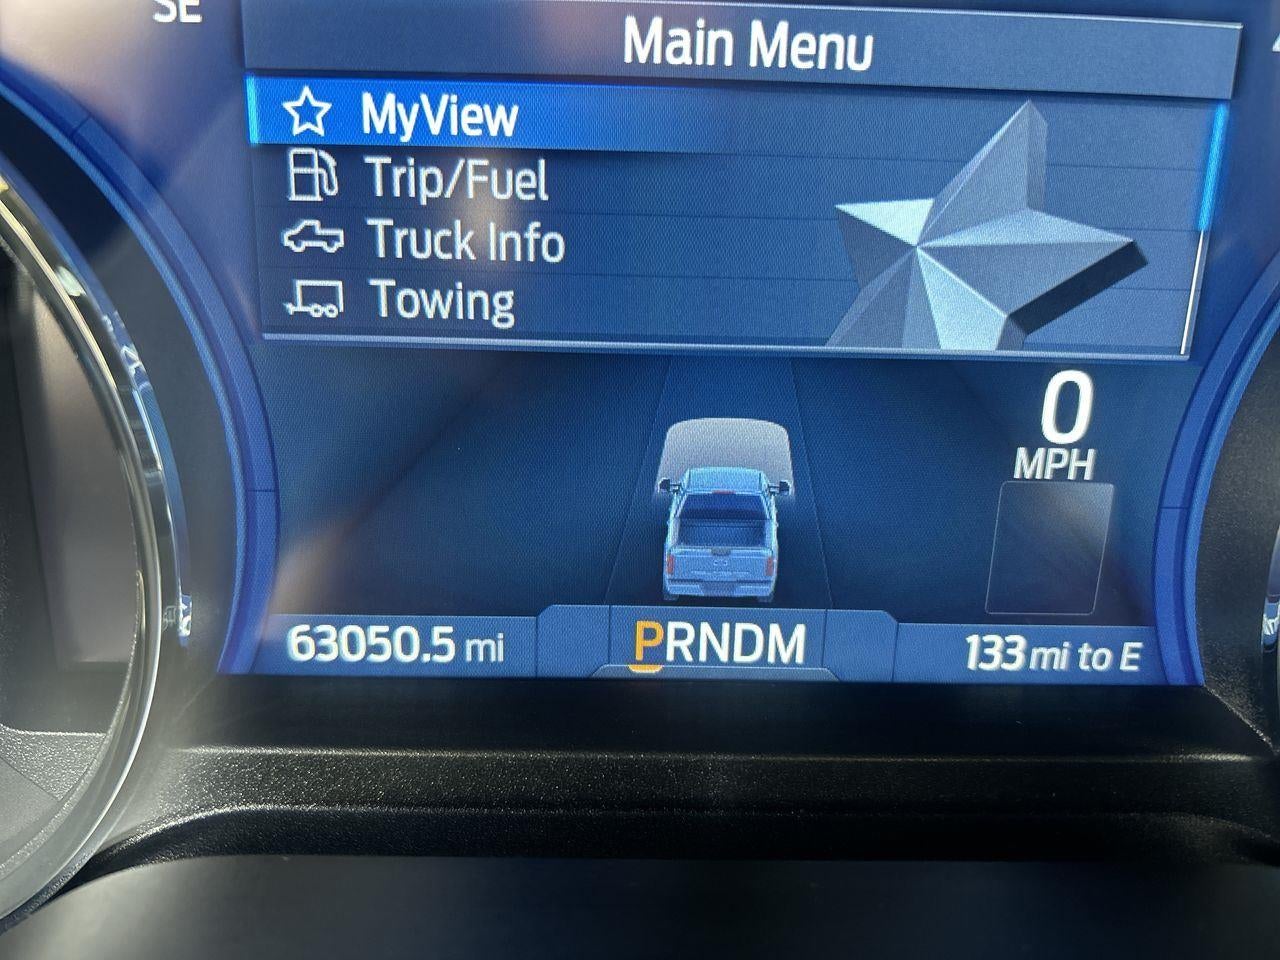 SE
Main Menu
MyView
Trip/Fuel
Truck Info
Towing
0
MPH
63050.5 mi
PRNDM
133 mi to E